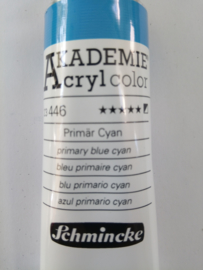 AKADEMIE
Acryl color
446 ★★★★★
Primär Cyan
primary blue cyan
bleu primaire cyan
blu primario cyan
azul primario cyan
Schmincke